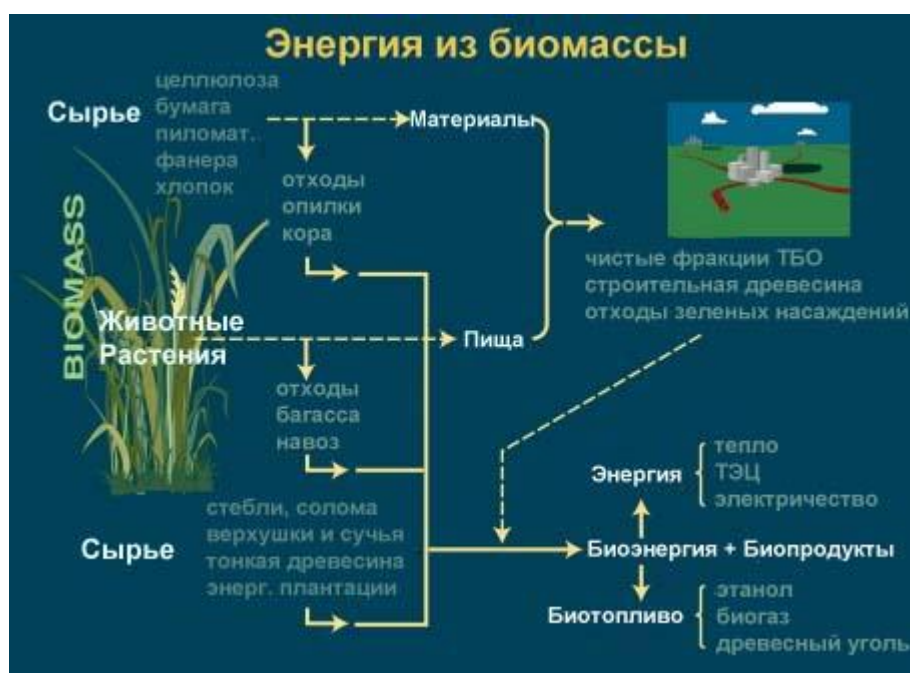 Энергия из биомассы
Сырье
целлюлоза
бумага
пиломат.
фанера
хлопок
Материалы
отходы
опилки
кора
чистые фракции ТБО
строительная древесина
отходы зеленых насаждений
BIOMASS
Животные
Растения
Пища
отходы
багасса
навоз
Сырье
стебли, солома
верхушки и сучья
тонкая древесина
энерг. плантации
Энергия
тепло
ТЭЦ
электричество
Биоэнергия + Биопродукты
Биотопливо
этанол
биогаз
древесный уголь